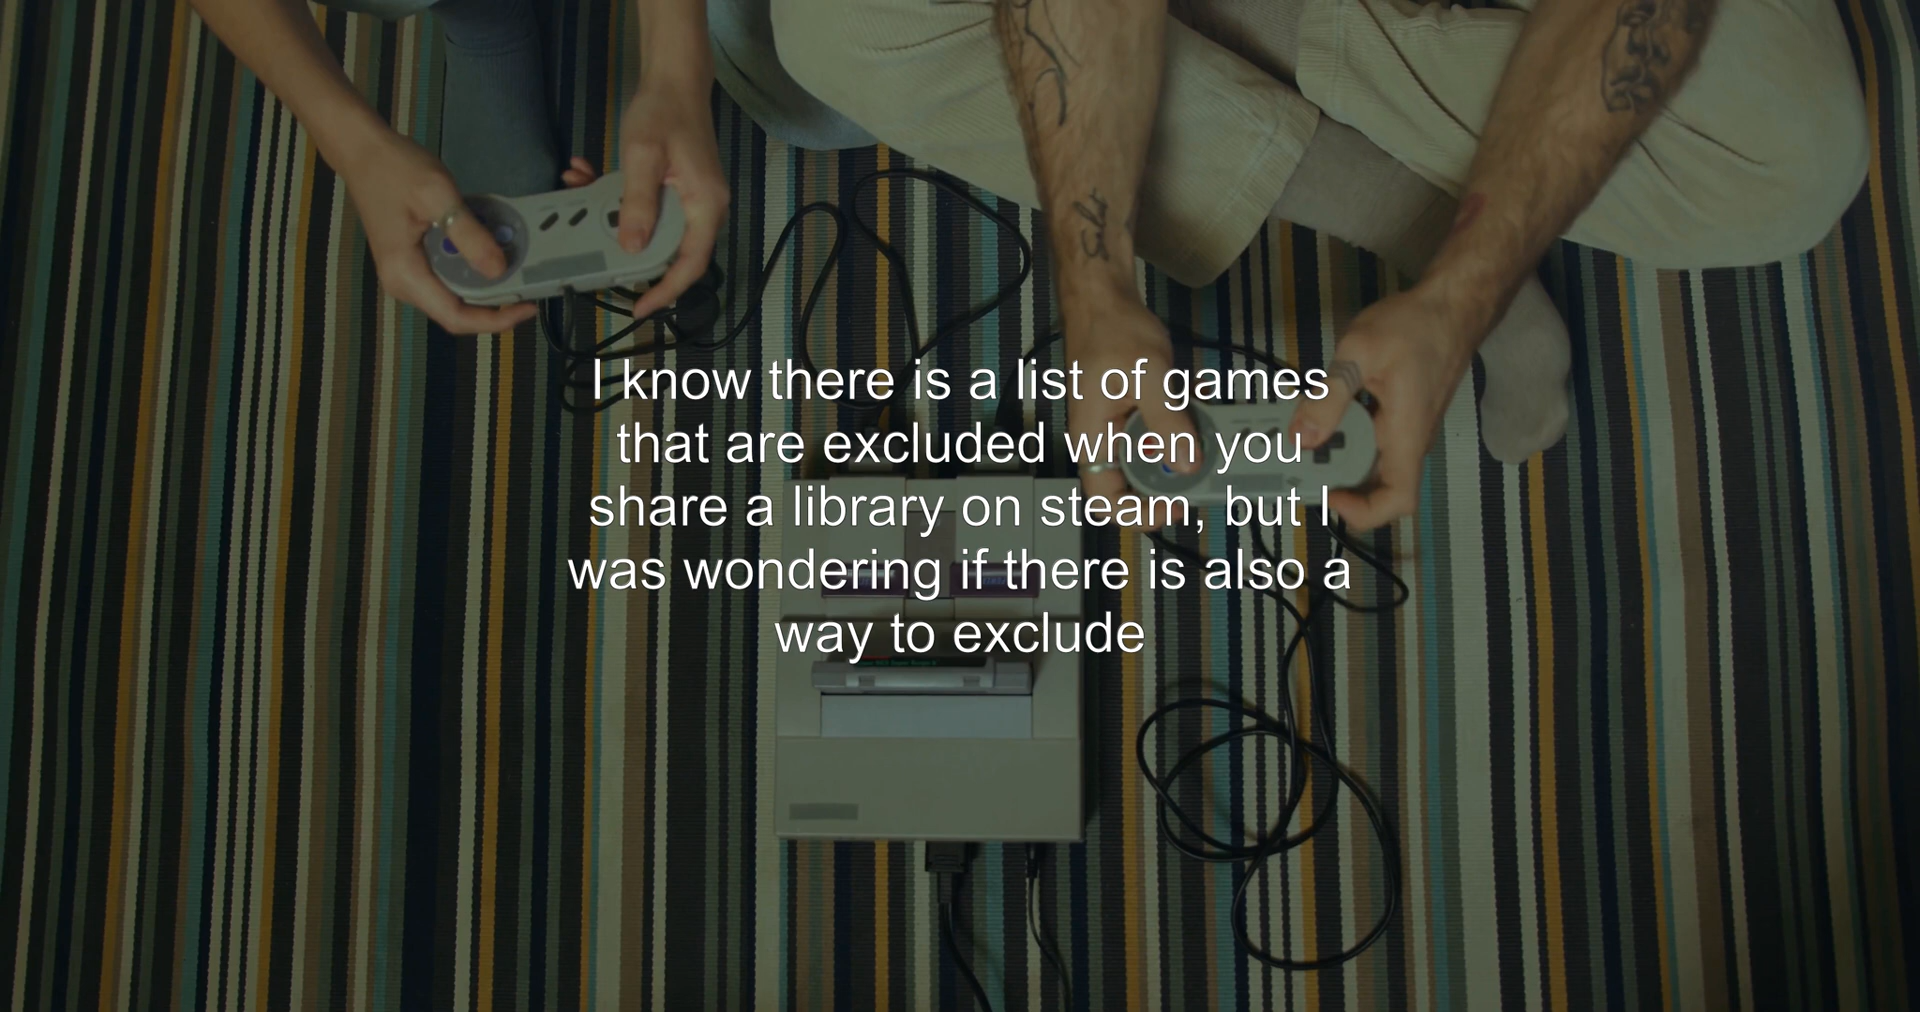 I know there is a list of games
that are excluded when you
share a library on steam, but I
was wondering if there is also a
way to exclude